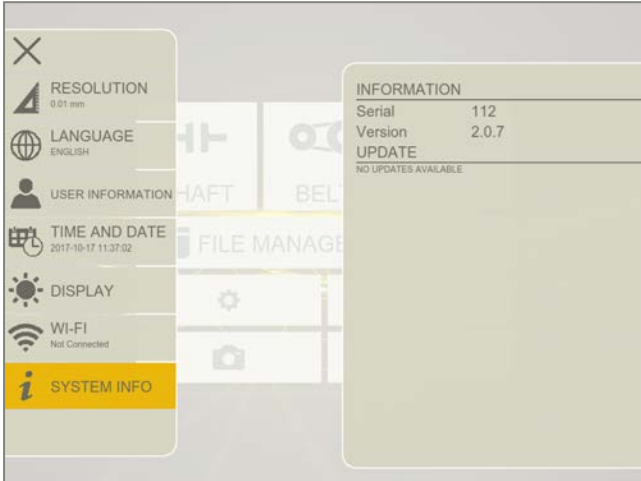 RESOLUTION
0.01 mm
LANGUAGE
ENGLISH
USER INFORMATION
TIME AND DATE
2017-10-17 11:37:02
DISPLAY
WI-FI
Not Connected
SYSTEM INFO
HAFT
BEL
FILE MANAGE
INFORMATION
Serial 112
Version 2.0.7
UPDATE
NO UPDATES AVAILABLE